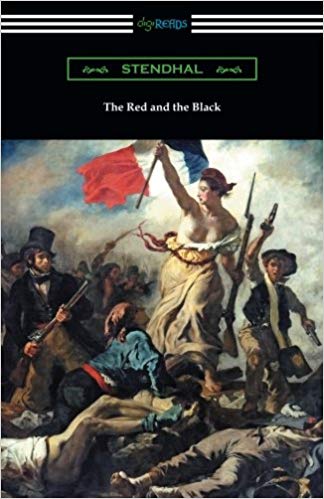 digiREADS
STENDHAL
The Red and the Black